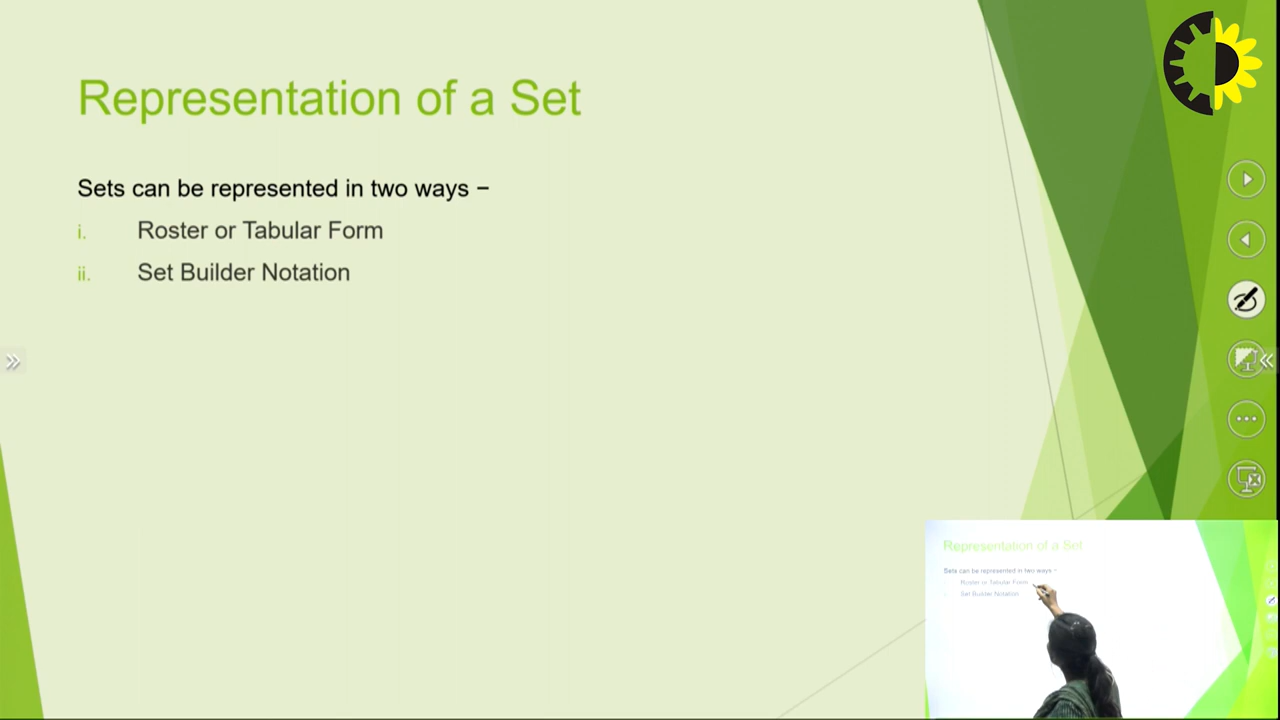 Representation of a Set
Sets can be represented in two ways −
i. Roster or Tabular Form
ii. Set Builder Notation
Representation of a Set
Sets can be represented in two ways −
Roster or Tabular Form
Set Builder Notation